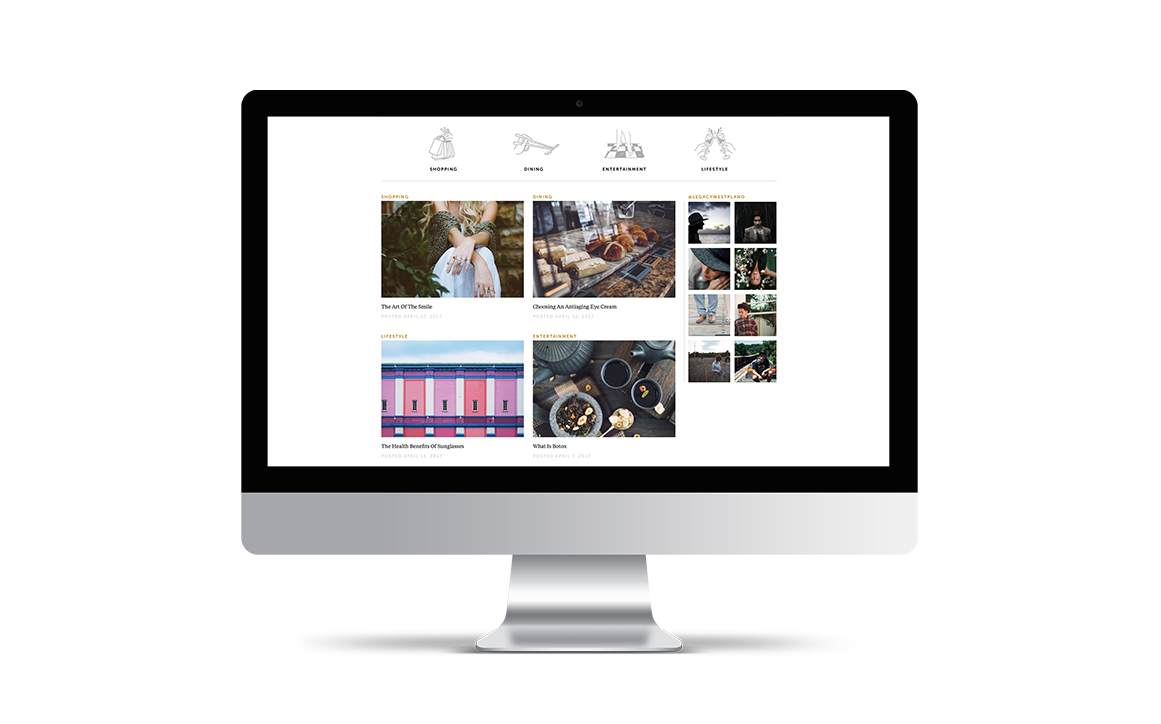 SHOPPING
DINING
ENTERTAINMENT
LIFESTYLE
SHOPPING
The Art Of The Smile
POSTED APRIL 17, 2017
DINING
Choosing An Antiaging Eye Cream
POSTED APRIL 14, 2017
@LEGACYWESTPLANO
LIFESTYLE
The Health Benefits Of Sunglasses
POSTED APRIL 13, 2017
ENTERTAINMENT
What Is Botox
POSTED APRIL 7, 2017